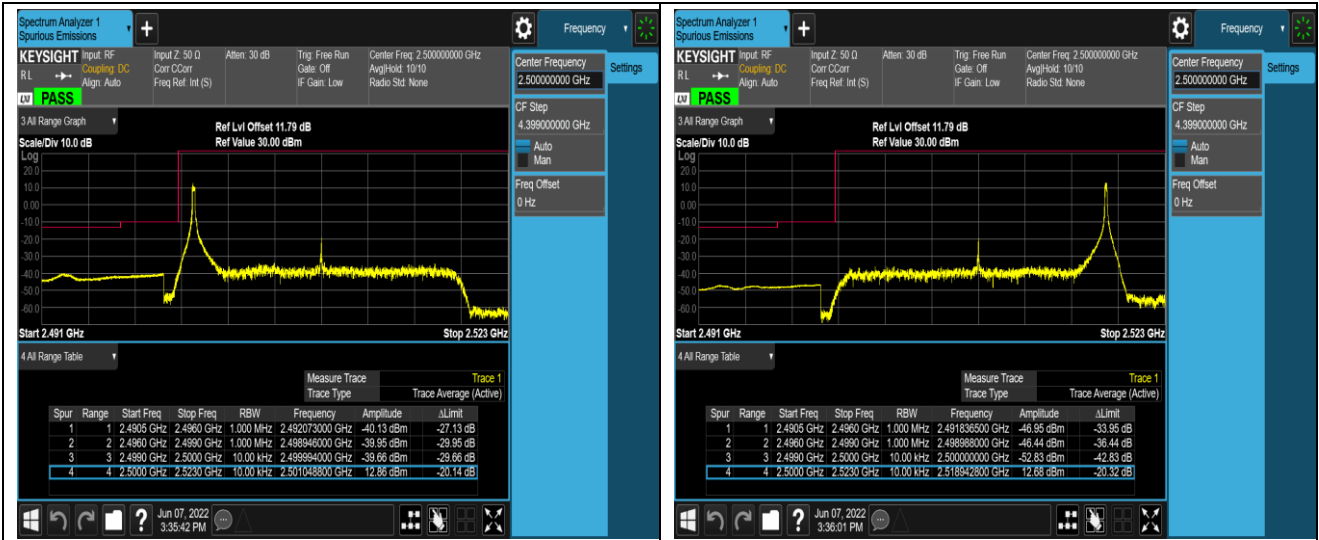 Spectrum Analyzer 1
Spurious Emissions
+
Frequency
KEYSIGHT Input: RF Input Z: 50 Ω Atten: 30 dB Trig: Free Run Center Freq: 2.500000000 GHz
Coupling: DC Corr CCorr Gate: Off Avg|Hold: 10/10
RL Align: Auto Freq Ref: Int (S) IF Gain: Low Radio Std: None
LXI PASS
Center Frequency
2.500000000 GHz
Settings
CF Step
4.399000000 GHz
Auto
Man
Freq Offset
0 Hz
3 All Range Graph
Ref Lvl Offset 11.79 dB
Scale/Div 10.0 dB Ref Value 30.00 dBm
Log
20.0
10.0
0.00
-10.0
-20.0
-30.0
-40.0
-50.0
-60.0
Start 2.491 GHz Stop 2.523 GHz
4 All Range Table
Measure Trace Trace 1
Trace Type Trace Average (Active)
Spur Range Start Freq Stop Freq RBW Frequency Amplitude ΔLimit
1 1 2.4905 GHz 2.4960 GHz 1.000 MHz 2.492073000 GHz -40.13 dBm -27.13 dB
2 2 2.4960 GHz 2.4990 GHz 1.000 MHz 2.498946000 GHz -39.95 dBm -29.95 dB
3 3 2.4990 GHz 2.5000 GHz 10.00 kHz 2.499994000 GHz -39.66 dBm -29.66 dB
4 4 2.5000 GHz 2.5230 GHz 10.00 kHz 2.501048800 GHz 12.86 dBm -20.14 dB
? Jun 07, 2022
3:35:42 PM
Spectrum Analyzer 1
Spurious Emissions
+
Frequency
KEYSIGHT Input: RF Input Z: 50 Ω Atten: 30 dB Trig: Free Run Center Freq: 2.500000000 GHz
Coupling: DC Corr CCorr Gate: Off Avg|Hold: 10/10
RL Align: Auto Freq Ref: Int (S) IF Gain: Low Radio Std: None
LXI PASS
Center Frequency
2.500000000 GHz
Settings
CF Step
4.399000000 GHz
Auto
Man
Freq Offset
0 Hz
3 All Range Graph
Ref Lvl Offset 11.79 dB
Scale/Div 10.0 dB Ref Value 30.00 dBm
Log
20.0
10.0
0.00
-10.0
-20.0
-30.0
-40.0
-50.0
-60.0
Start 2.491 GHz Stop 2.523 GHz
4 All Range Table
Measure Trace Trace 1
Trace Type Trace Average (Active)
Spur Range Start Freq Stop Freq RBW Frequency Amplitude ΔLimit
1 1 2.4905 GHz 2.4960 GHz 1.000 MHz 2.491836500 GHz -46.95 dBm -33.95 dB
2 2 2.4960 GHz 2.4990 GHz 1.000 MHz 2.498988000 GHz -46.44 dBm -36.44 dB
3 3 2.4990 GHz 2.5000 GHz 10.00 kHz 2.500000000 GHz -52.83 dBm -42.83 dB
4 4 2.5000 GHz 2.5230 GHz 10.00 kHz 2.518942800 GHz 12.68 dBm -20.32 dB
? Jun 07, 2022
3:36:01 PM